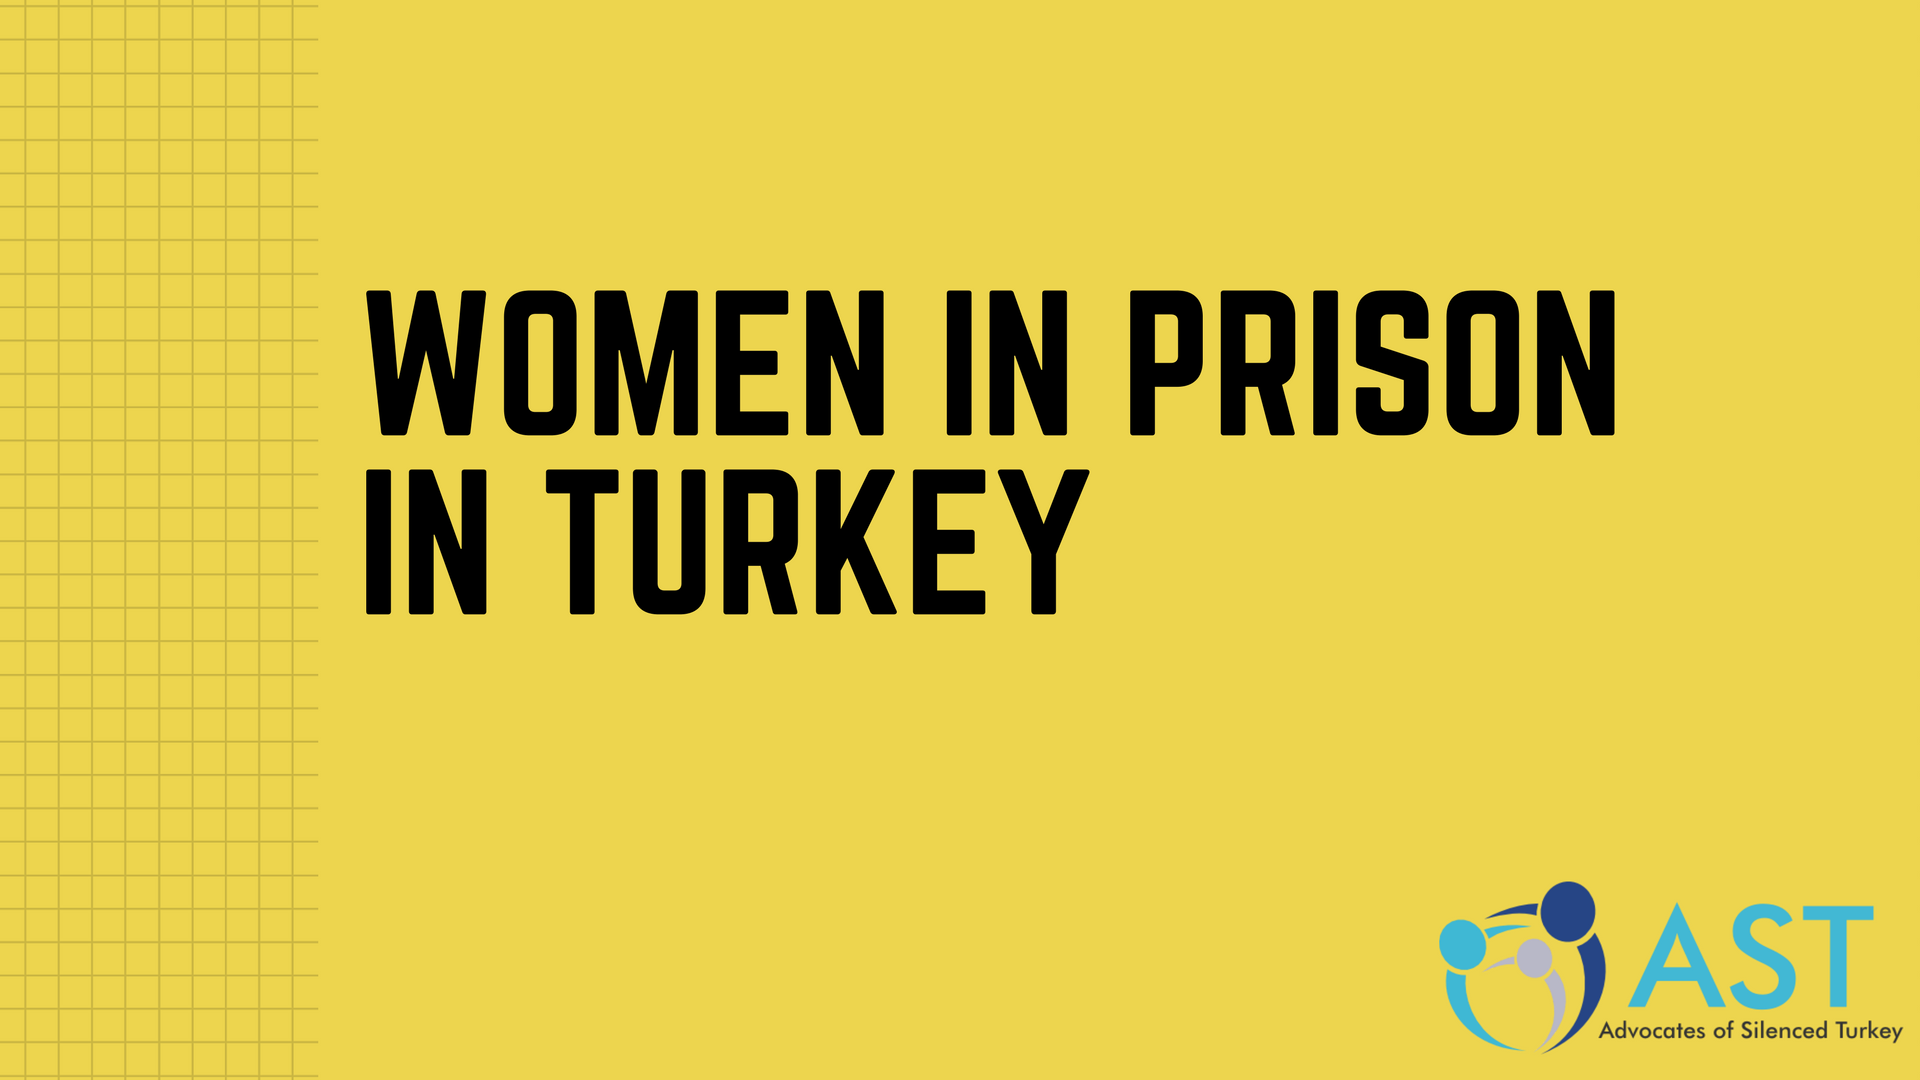 WOMEN IN PRISON
IN TURKEY
AST
Advocates of Silenced Turkey